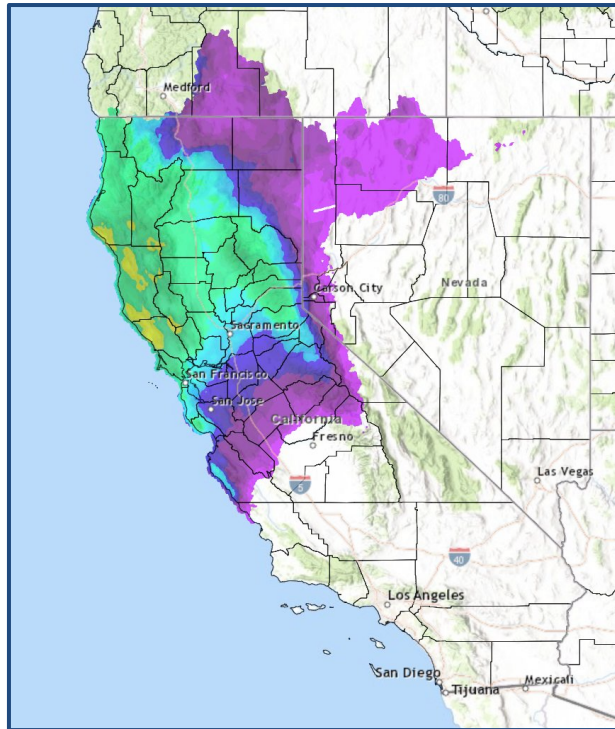 Medford
80
Nevada
Carson City
Sacramento
San Francisco
San Jose
California
Fresno
5
Las Vegas
40
Los Angeles
San Diego
Tijuana
Mexicali